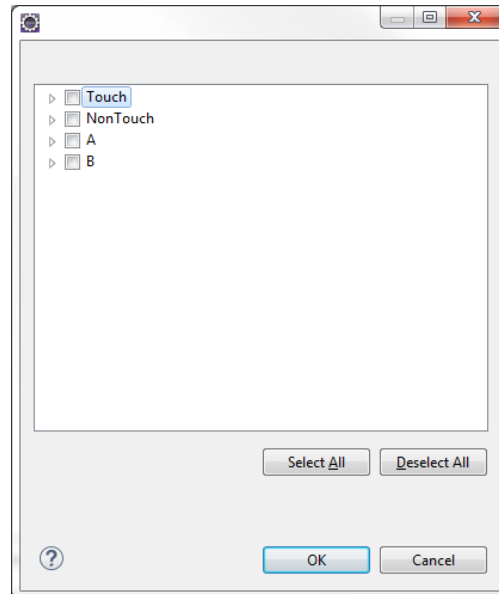 Touch
NonTouch
A
B
Select All
Deselect All
OK
Cancel